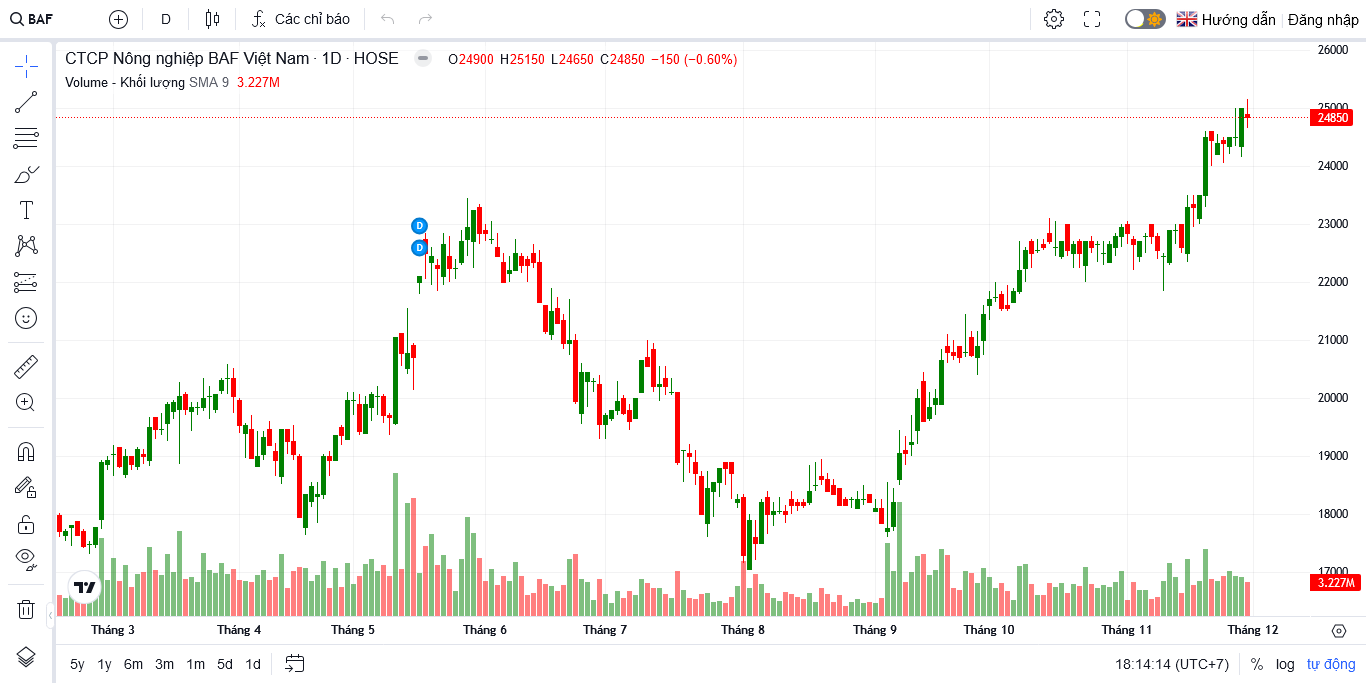 BAF D Các chỉ báo Hướng dẫn Đăng nhập
CTCP Nông nghiệp BAF Việt Nam · 1D · HOSE O24900 H25150 L24650 C24850 −150 (−0.60%)
Volume - Khối lượng SMA 9 3.227M
26000
25000
24850
24000
23000
22000
21000
20000
19000
18000
17000
3.227M
D
D
Tháng 3 Tháng 4 Tháng 5 Tháng 6 Tháng 7 Tháng 8 Tháng 9 Tháng 10 Tháng 11 Tháng 12
5y 1y 6m 3m 1m 5d 1d 18:14:14 (UTC+7) % log tự động